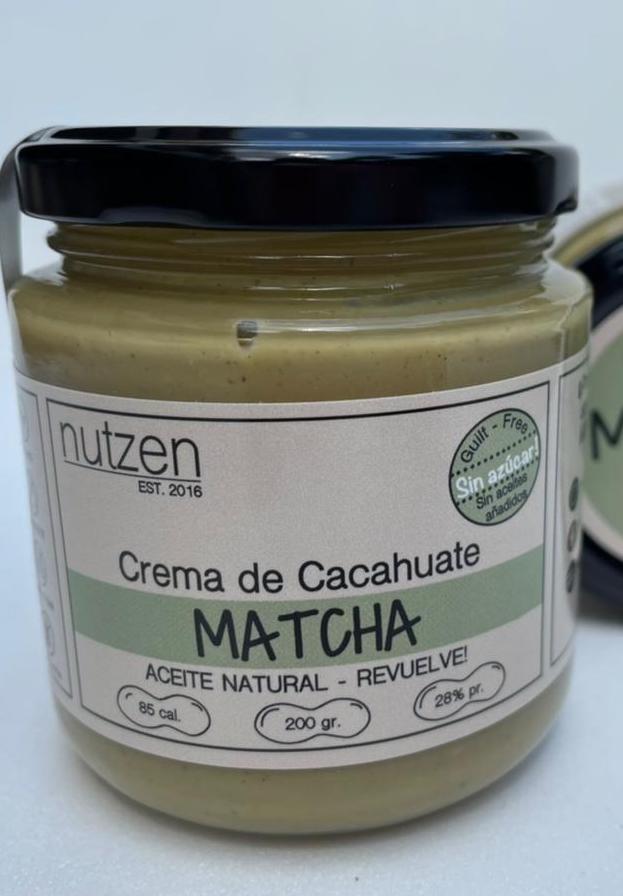 nutzen
EST. 2016
Guilt - Free
Sin azúcar!
Sin aceites
añadidos
Crema de Cacahuate
MATCHA
ACEITE NATURAL - REVUELVE!
85 cal.
200 gr.
28% pr.
M